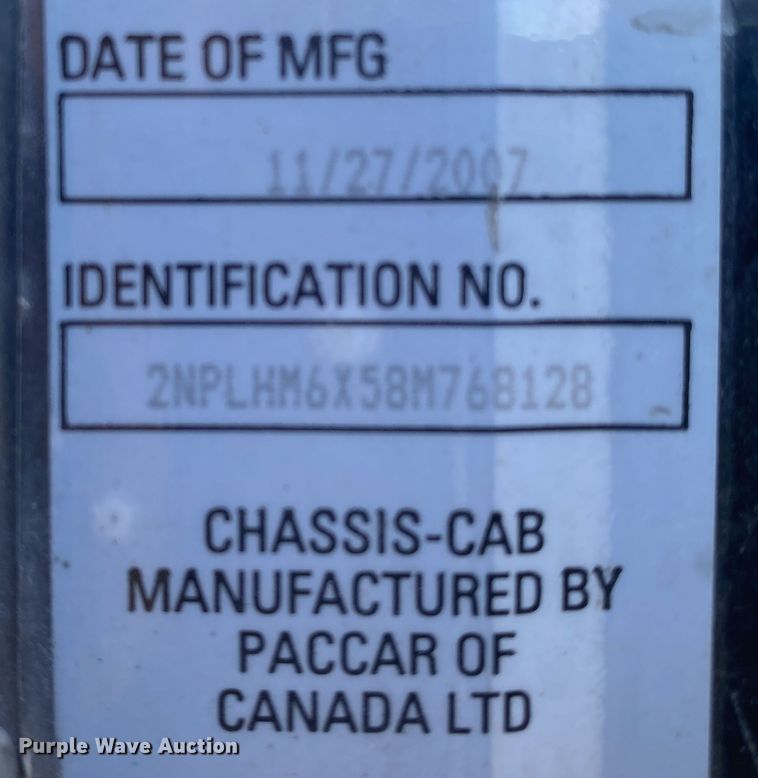 DATE OF MFG
11/27/2007
IDENTIFICATION NO.
2NPLHM6X58M768128
CHASSIS-CAB
MANUFACTURED BY
PACCAR OF
CANADA LTD
Purple Wave Auction